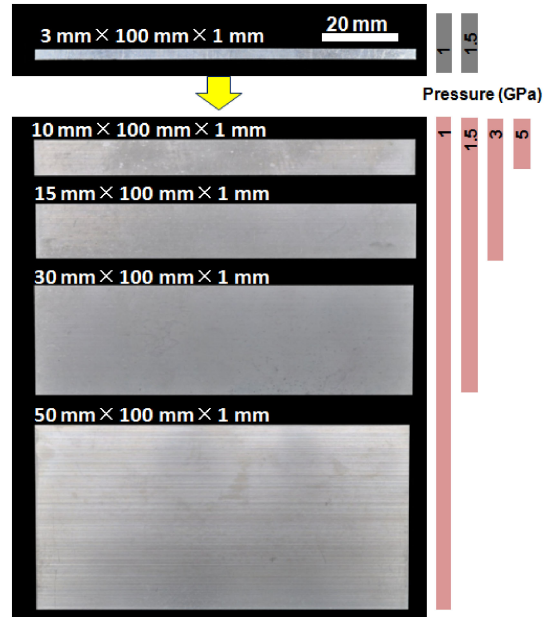 20 mm
3 mm × 100 mm × 1 mm
1
1.5
Pressure (GPa)
10 mm × 100 mm × 1 mm
1
1.5
3
5
15 mm × 100 mm × 1 mm
30 mm × 100 mm × 1 mm
50 mm × 100 mm × 1 mm